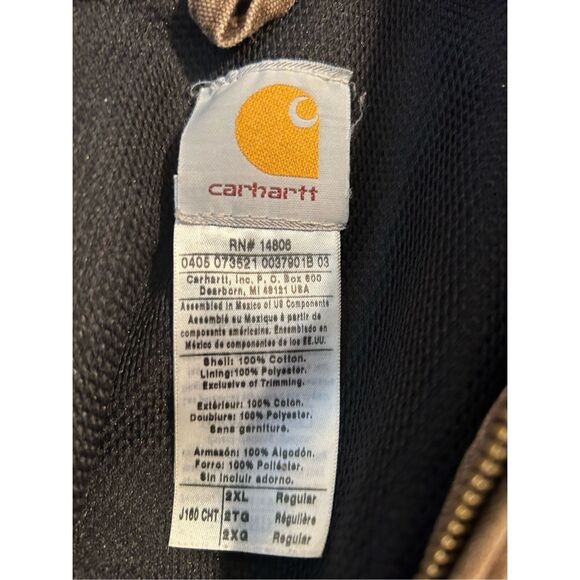 carhartt
RN# 14806
0405 073521 0037901B 03
Carhartt, Inc. P. O. Box 600
Dearborn, MI 48121 USA
Assembled in Mexico of US Components
Assemblé au Mexique à partir de
composants américains. Ensamblado en
México de componentes de los EE.UU.
Shell: 100% Cotton.
Lining: 100% Polyester.
Exclusive of Trimming.
Extérieur: 100% Coton.
Doublure: 100% Polyester.
Sans garniture.
Armazón: 100% Algodón.
Forro: 100% Poliécter.
Sin incluir adorno.
2XL Regular
J160 CHT 2TG Régulière
2XG Regular